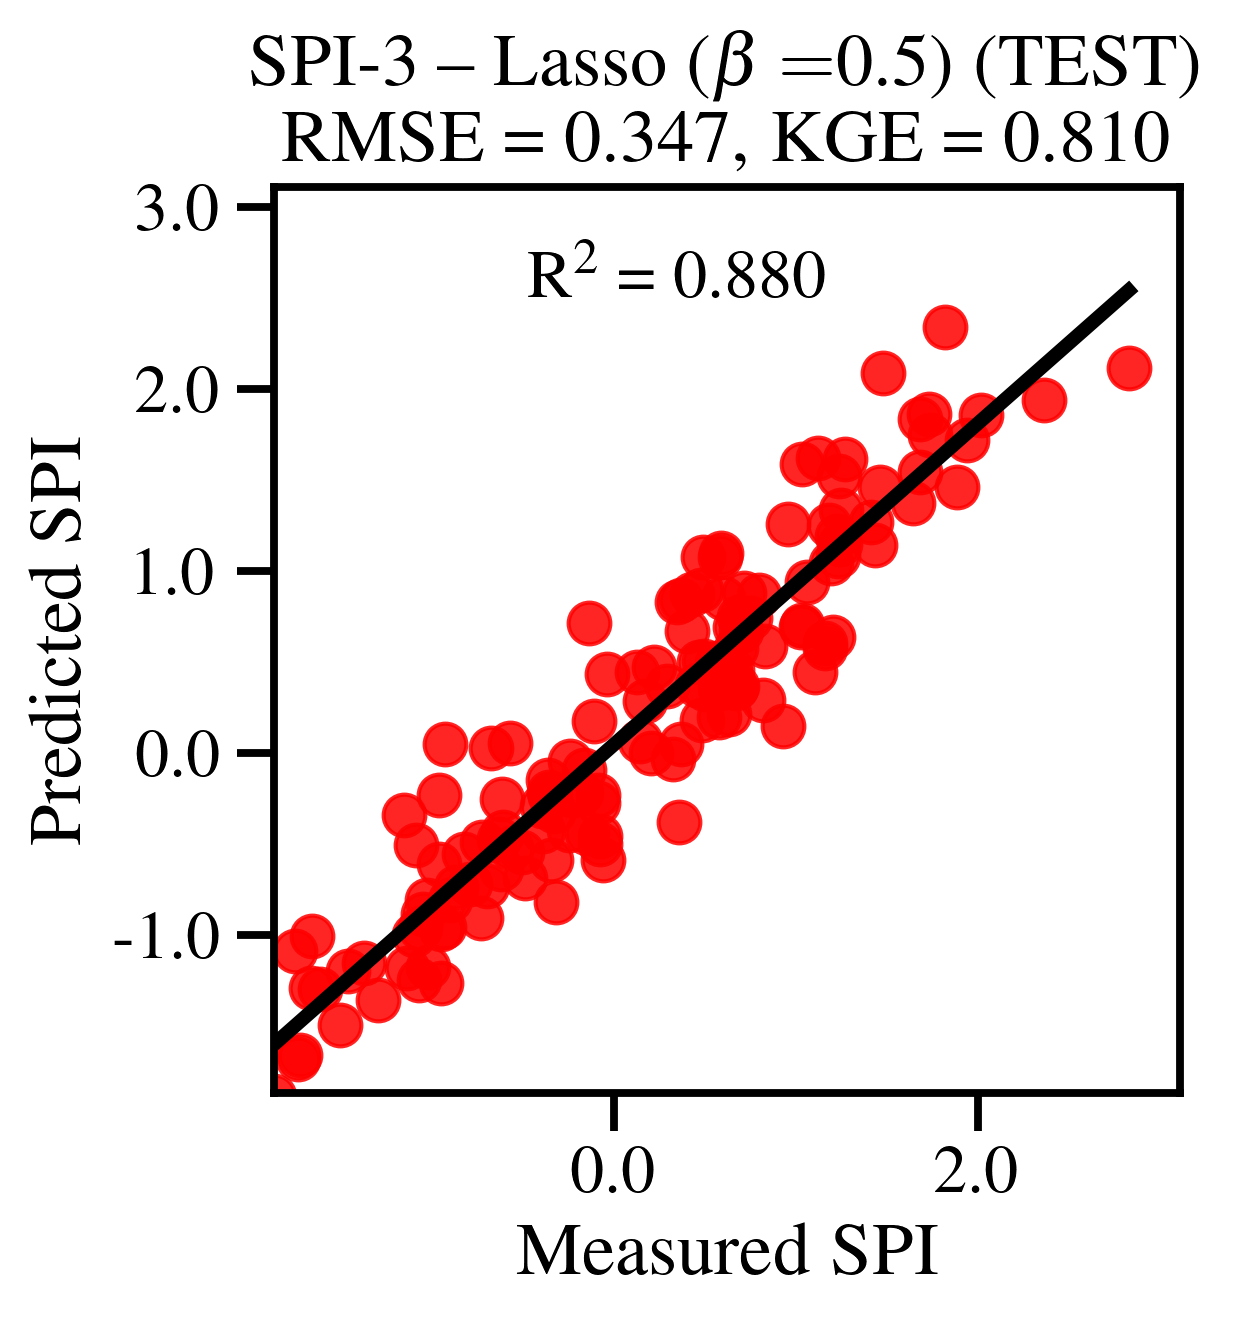 SPI-3 – Lasso (β =0.5) (TEST)
RMSE = 0.347, KGE = 0.810
R² = 0.880
3.0
2.0
1.0
0.0
-1.0
Predicted SPI
0.0 2.0
Measured SPI